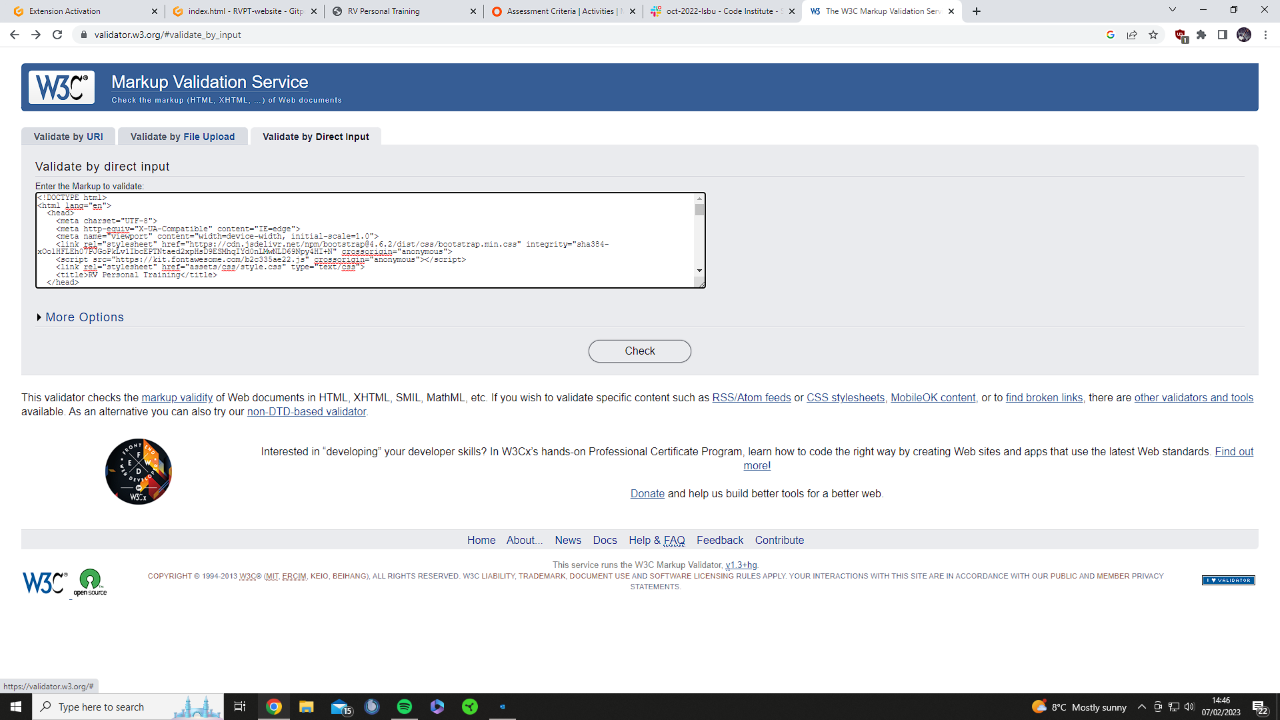 Extension Activation
index.html - RVPT-website - Gitp
RV Personal Training
Assessment Criteria | Activities |
oct-2022-lsbu - Code Institute -
W3C The W3C Markup Validation Serv
validator.w3.org/#validate_by_input
1
W3C® Markup Validation Service
Check the markup (HTML, XHTML, ...) of Web documents
Validate by URI
Validate by File Upload
Validate by Direct Input
Validate by direct input
Enter the Markup to validate:
<!DOCTYPE html>
<html lang="en">
<head>
<meta charset="UTF-8">
<meta http-equiv="X-UA-Compatible" content="IE=edge">
<meta name="viewport" content="width=device-width, initial-scale=1.0">
<link rel="stylesheet" href="https://cdn.jsdelivr.net/npm/bootstrap@4.6.2/dist/css/bootstrap.min.css" integrity="sha384-
crossorigin="anonymous">
<script src="https://kit.fontawesome.com/b2c335ae22.js" crossorigin="anonymous"></script>
<link rel="stylesheet" href="assets/css/style.css" type="text/css">
<title>RV Personal Training</title>
</head>
More Options
Check
This validator checks the markup validity of Web documents in HTML, XHTML, SMIL, MathML, etc. If you wish to validate specific content such as RSS/Atom feeds or CSS stylesheets, MobileOK content, or to find broken links, there are other validators and tools
available. As an alternative you can also try our non-DTD-based validator.
Interested in “developing” your developer skills? In W3Cx's hands-on Professional Certificate Program, learn how to code the right way by creating Web sites and apps that use the latest Web standards. Find out
more!
W3Cx
Donate and help us build better tools for a better web.
Home About... News Docs Help & FAQ Feedback Contribute
This service runs the W3C Markup Validator, v1.3+hg.
W3C® open source
COPYRIGHT © 1994-2013 W3C® (MIT, ERCIM, KEIO, BEIHANG), ALL RIGHTS RESERVED. W3C LIABILITY, TRADEMARK, DOCUMENT USE AND SOFTWARE LICENSING RULES APPLY. YOUR INTERACTIONS WITH THIS SITE ARE IN ACCORDANCE WITH OUR PUBLIC AND MEMBER PRIVACY
STATEMENTS.
I ♥ VALIDATOR
https://validator.w3.org/#
Type here to search
15
8°C Mostly sunny
14:46
07/02/2023
22